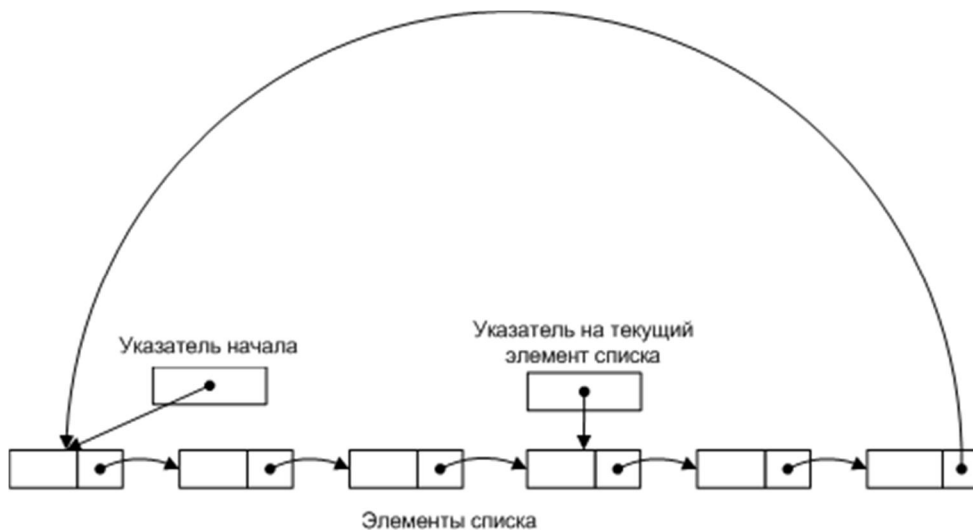 Указатель начала
Указатель на текущий
элемент списка
Элементы списка